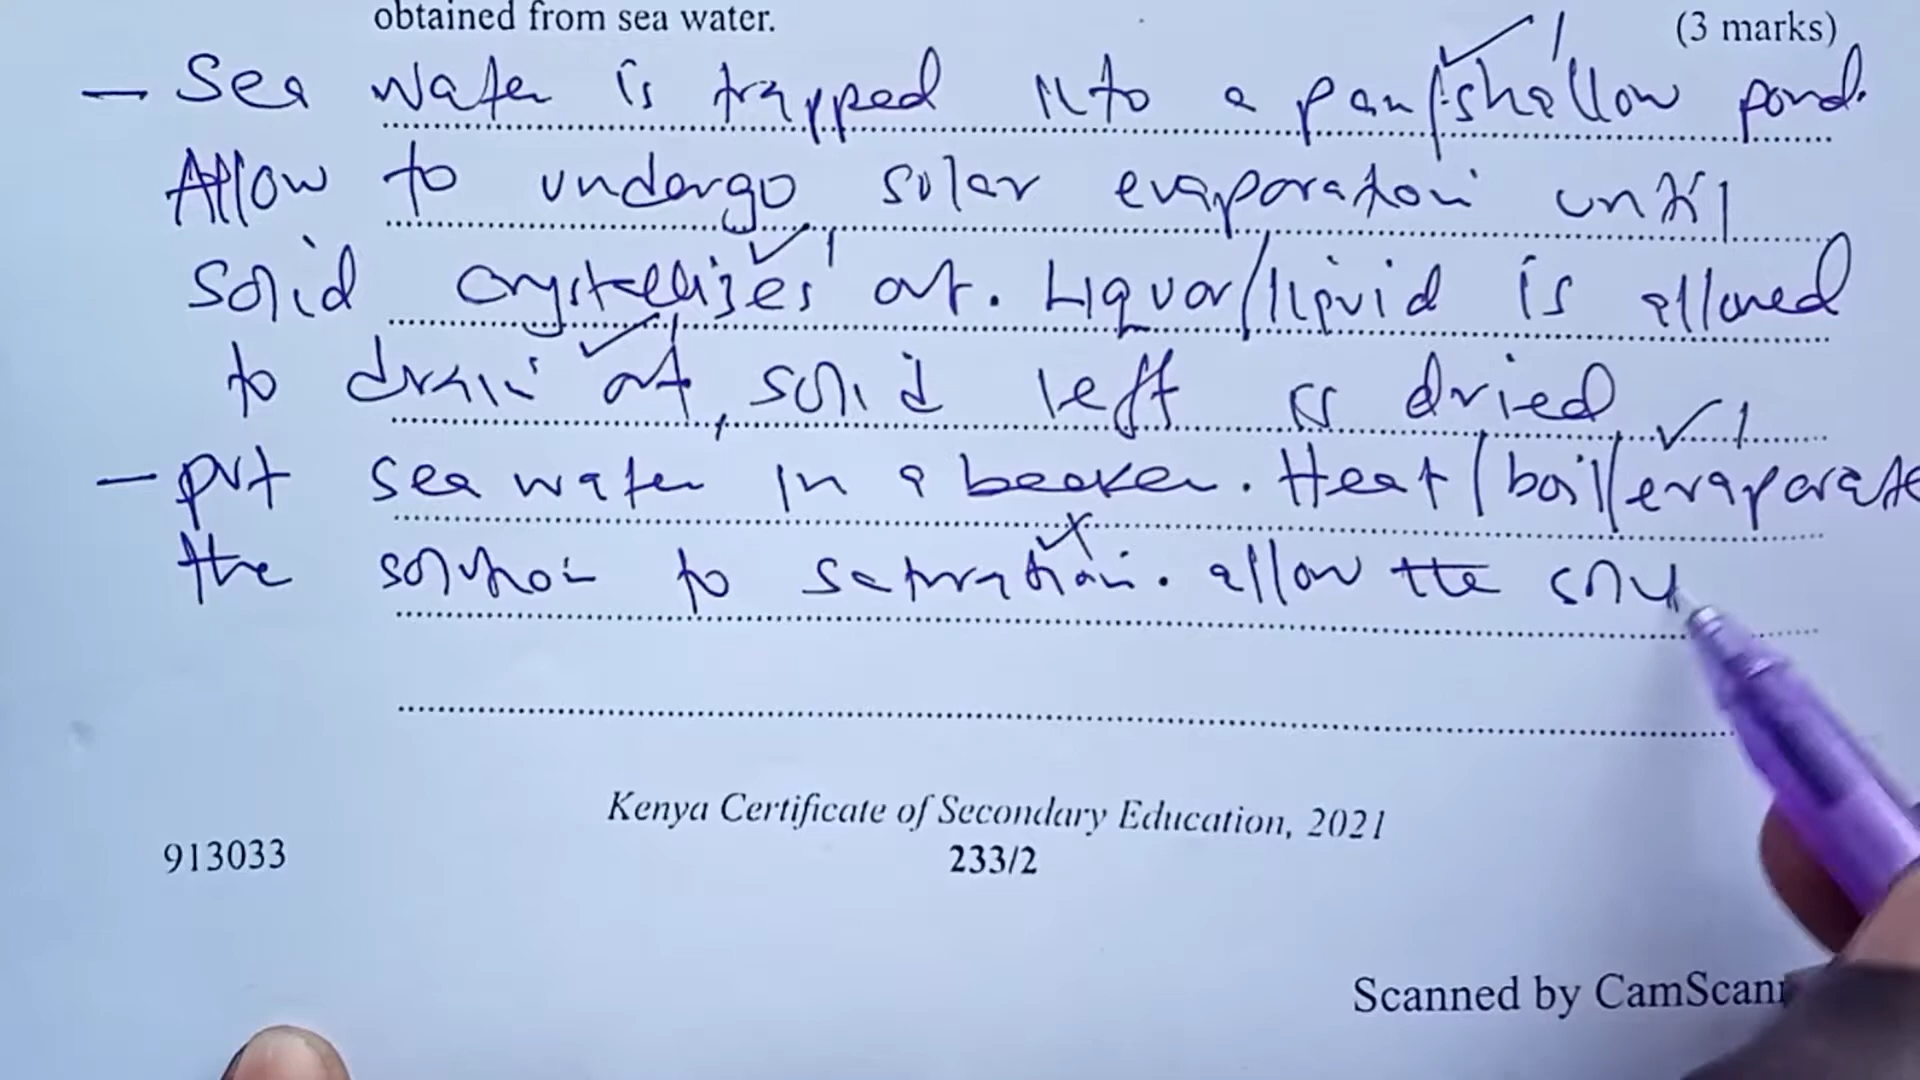 obtained from sea water. (3 marks)
- Sea water is trapped into a pan/shallow pond.
Allow to undergo solar evaporation until
solid crystallizes out. Liquor/liquid is allowed
to drain out, solid left is dried
- put sea water in a beaker. Heat/boil/evaporate
the solution to saturation. allow the solu
Kenya Certificate of Secondary Education, 2021
913033 233/2
Scanned by CamScann